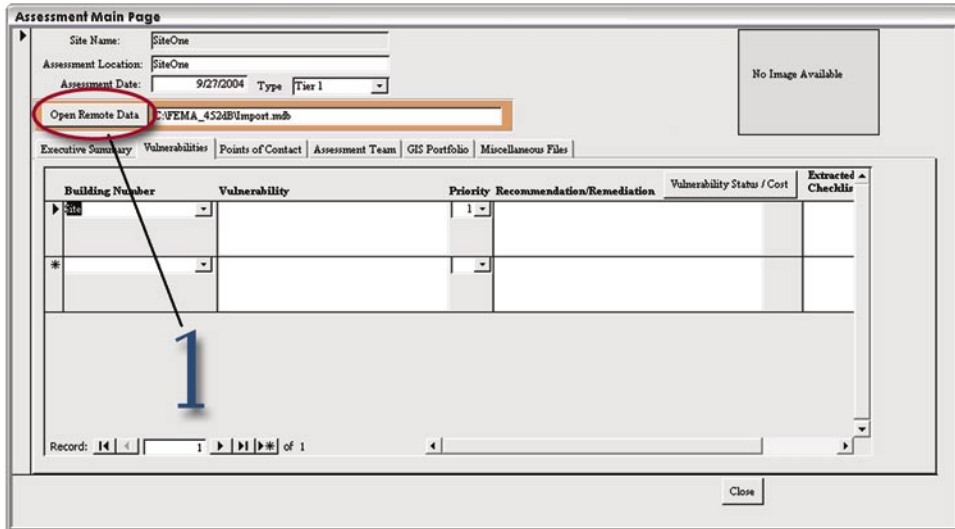 Assessment Main Page
Site Name: SiteOne
Assessment Location: SiteOne
Assessment Date: 9/27/2004 Type Tier 1
No Image Available
Open Remote Data C:\FEMA_452dB\Import.mdb
Executive Summary Vulnerabilities Points of Contact Assessment Team GIS Portfolio Miscellaneous Files
Building Number Vulnerability Priority Recommendation/Remediation Vulnerability Status / Cost Extracted
Checklis
Site 1
1
Record: 1 of 1
Close